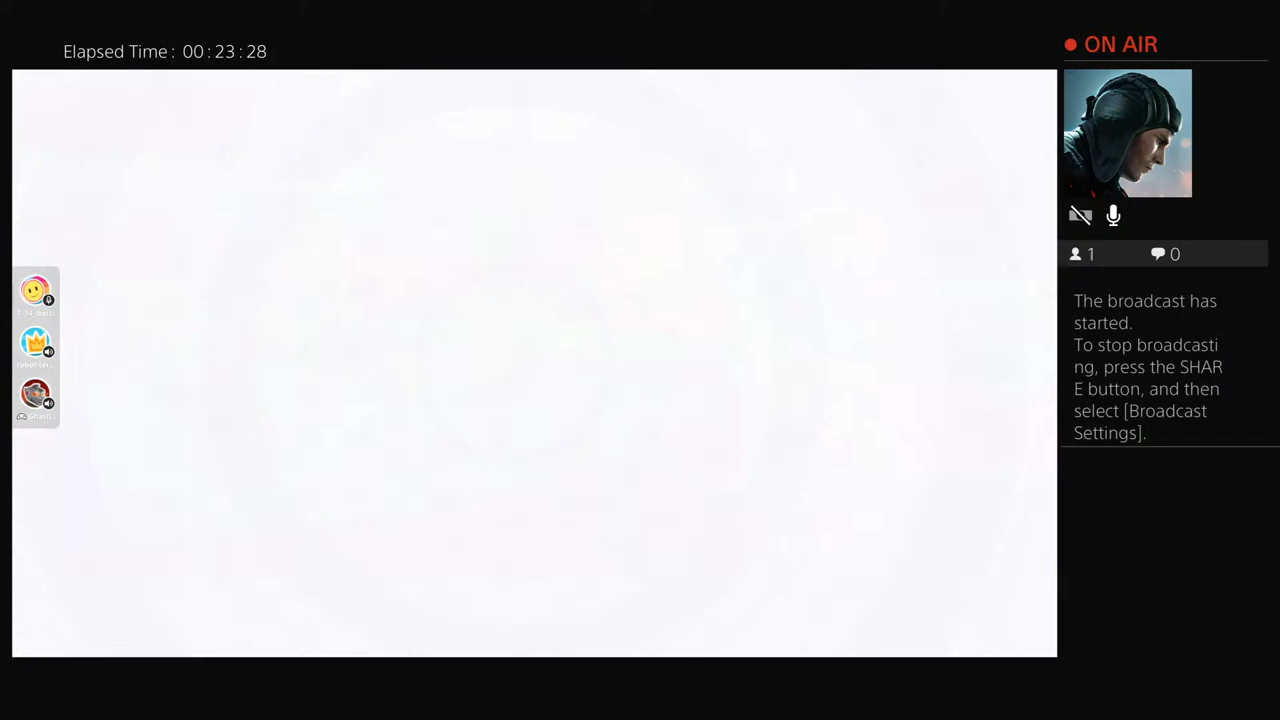 Elapsed Time: 00:23:28
ON AIR
1 0
The broadcast has
started.
To stop broadcasti
ng, press the SHAR
E button, and then
select [Broadcast
Settings].